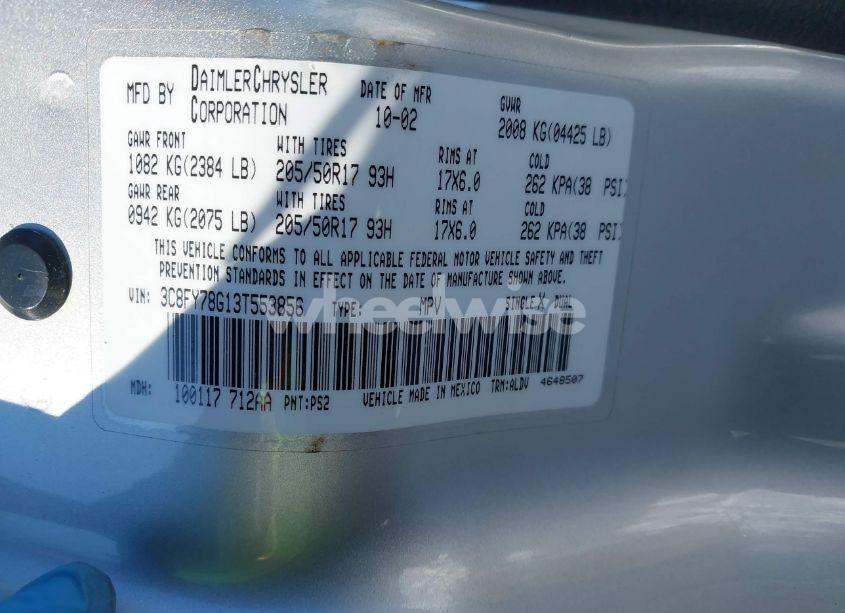 MFD BY DAIMLERCHRYSLER CORPORATION DATE OF MFR 10-02 GVWR 2008 KG(04425 LB)
GAWR FRONT WITH TIRES RIMS AT COLD
1082 KG(2384 LB) 205/50R17 93H 17X6.0 262 KPA(38 PSI)
GAWR REAR WITH TIRES RIMS AT COLD
0942 KG(2075 LB) 205/50R17 93H 17X6.0 262 KPA(38 PSI)
THIS VEHICLE CONFORMS TO ALL APPLICABLE FEDERAL MOTOR VEHICLE SAFETY AND THEFT
PREVENTION STANDARDS IN EFFECT ON THE DATE OF MANUFACTURE SHOWN ABOVE.
VIN: 3C8FY78G13T553856 TYPE: MPV SINGLE X DUAL
wheelwise
MDH: 100117 712AA PNT:PS2 VEHICLE MADE IN MEXICO TRM:ALDV 4648507